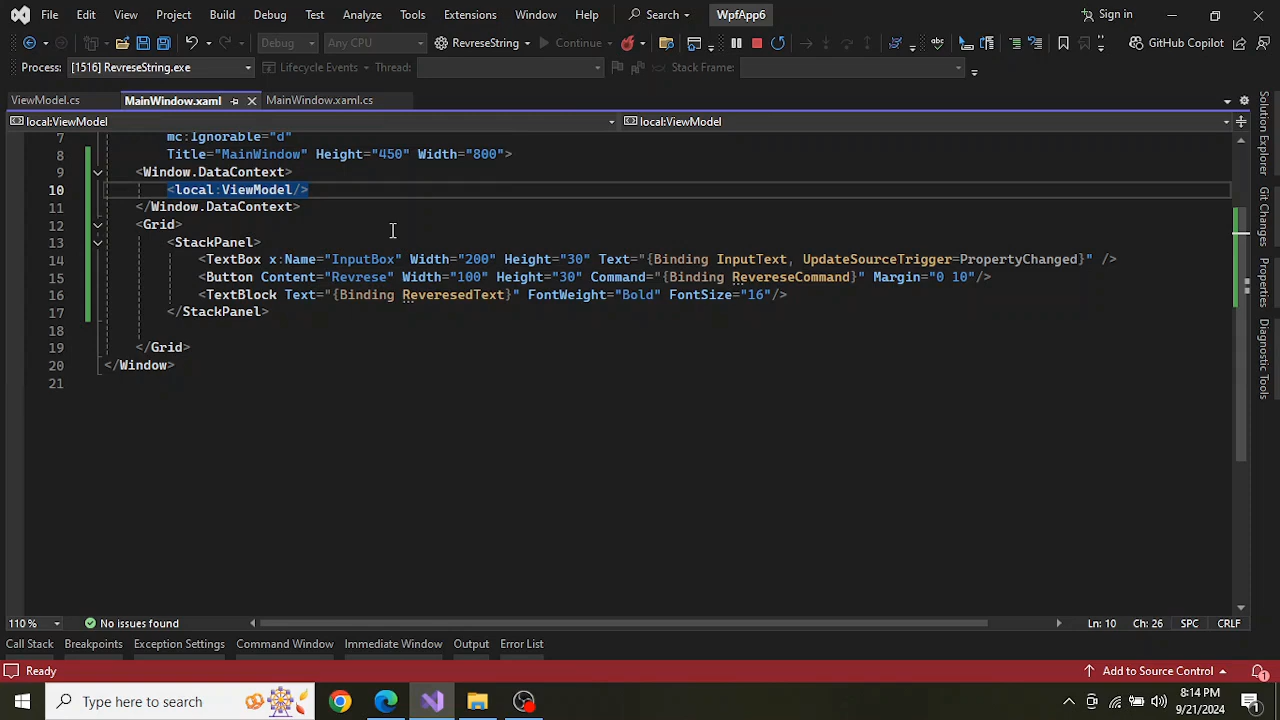 File Edit View Project Build Debug Test Analyze Tools Extensions Window Help Search WpfApp6 Sign in
Debug Any CPU RevreseString Continue GitHub Copilot
Process: [1516] RevreseString.exe Lifecycle Events Thread: Stack Frame:
ViewModel.cs MainWindow.xaml MainWindow.xaml.cs
local:ViewModel local:ViewModel
7 mc:Ignorable="d"
8 Title="MainWindow" Height="450" Width="800">
9 <Window.DataContext>
10 <local:ViewModel/>
11 </Window.DataContext>
12 <Grid>
13 <StackPanel>
14 <TextBox x:Name="InputBox" Width="200" Height="30" Text="{Binding InputText, UpdateSourceTrigger=PropertyChanged}" />
15 <Button Content="Revrese" Width="100" Height="30" Command="{Binding RevereseCommand}" Margin="0 10"/>
16 <TextBlock Text="{Binding ReveresedText}" FontWeight="Bold" FontSize="16"/>
17 </StackPanel>
18
19 </Grid>
20 </Window>
21
Solution Explorer
Git Changes
Properties
Diagnostic Tools
110 % No issues found Ln: 10 Ch: 26 SPC CRLF
Call Stack Breakpoints Exception Settings Command Window Immediate Window Output Error List
Ready Add to Source Control 1
Type here to search 8:14 PM
9/21/2024 1